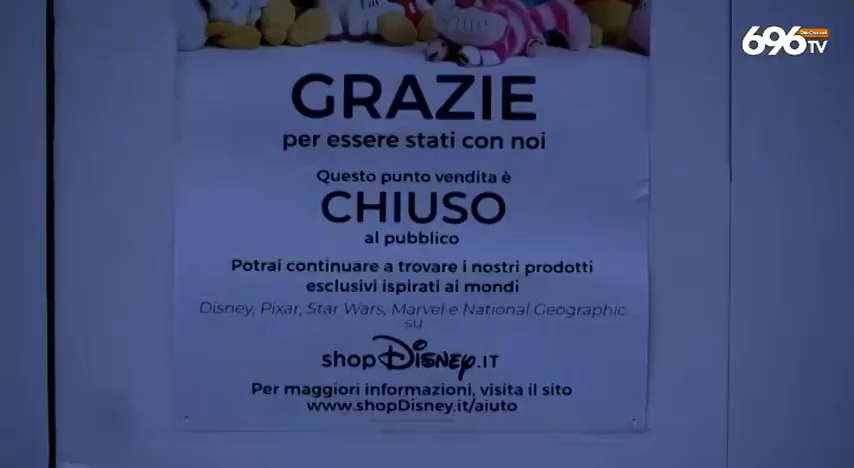 696 TV
GRAZIE
per essere stati con noi
Questo punto vendita è
CHIUSO
al pubblico
Potrai continuare a trovare i nostri prodotti
esclusivi ispirati ai mondi
Disney, Pixar, Star Wars, Marvel e National Geographic
su
shopDisney.IT
Per maggiori informazioni, visita il sito
www.shopDisney.it/aiuto